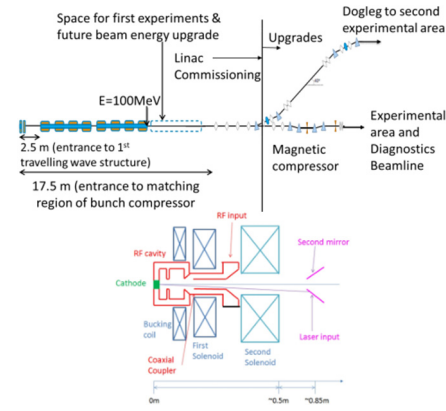 Space for first experiments &
future beam energy upgrade
Dogleg to second
experimental area
Upgrades
Linac
Commissioning
E=100MeV
2.5 m (entrance to 1st
travelling wave structure)
17.5 m (entrance to matching
region of bunch compressor
Magnetic
compressor
Experimental
area and
Diagnostics
Beamline
RF input
RF cavity
Second mirror
Cathode
Bucking
coil
First
Solenoid
Second
Solenoid
Laser input
Coaxial
Coupler
0m
~0.5m
~0.85m